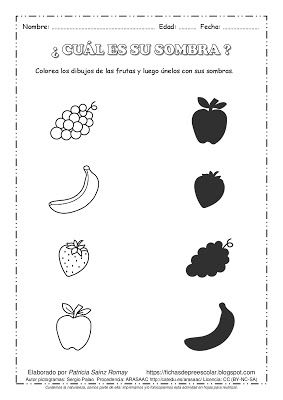 Nombre: ........................ Edad: ......... Fecha: ............
¿ CUÁL ES SU SOMBRA ?
Colorea los dibujos de las frutas y luego únelos con sus sombras.
Elaborado por Patricia Sainz Romay https://fichasdepreescolar.blogspot.com
Autor pictogramas: Sergio Palao. Procedencia: ARASAAC http://catedu.es/arasaac/ Licencia: CC (BY-NC-SA)